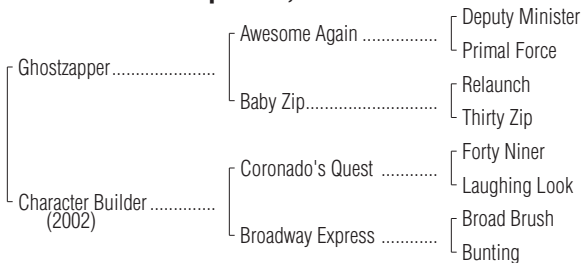 Deputy Minister
Awesome Again ...............
Primal Force
Ghostzapper.....................
Relaunch
Baby Zip..........................
Thirty Zip
Forty Niner
Coronado's Quest ............
Laughing Look
Character Builder .............
(2002)
Broad Brush
Broadway Express ............
Bunting